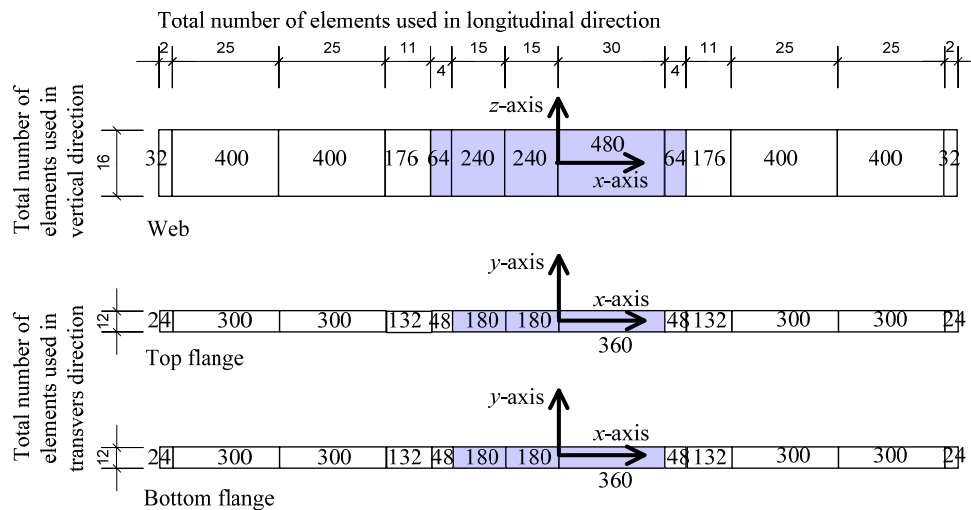 Total number of elements used in longitudinal direction
2 25 25 11 4 15 15 30 4 11 25 25 2
Total number of
elements used in
vertical direction
16
z-axis
32 400 400 176 64 240 240 480 64 176 400 400 32
x-axis
Web
Total number of
elements used in
transvers direction
y-axis
x-axis
12
24 300 300 132 48 180 180 48 132 300 300 24
360
Top flange
y-axis
x-axis
12
24 300 300 132 48 180 180 48 132 300 300 24
360
Bottom flange